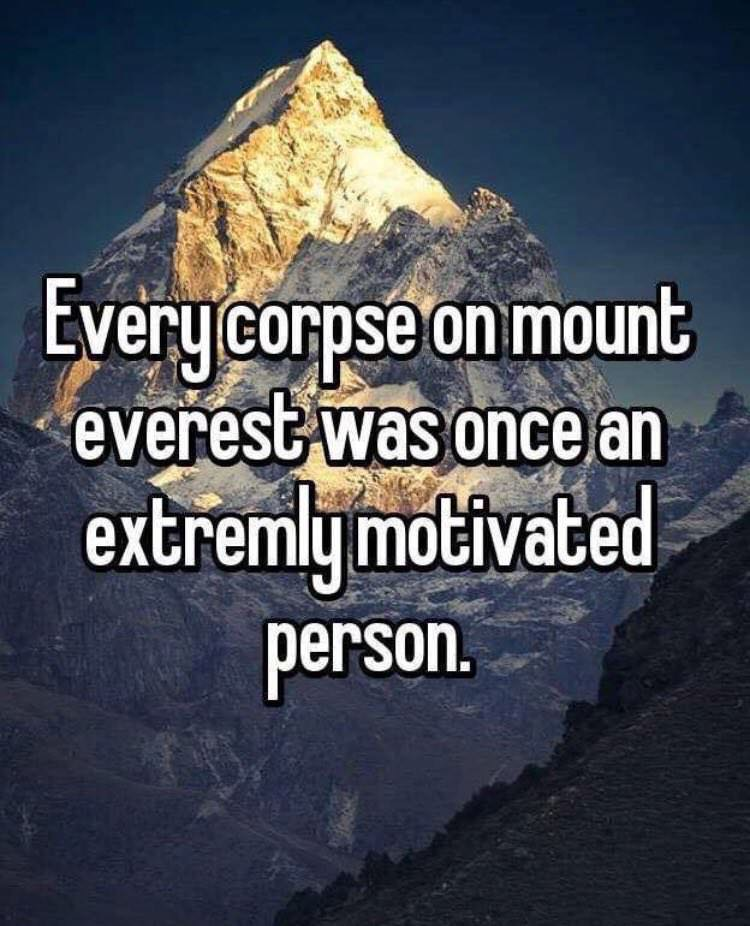 Every corpse on mount
everest was once an
extremly motivated
person.